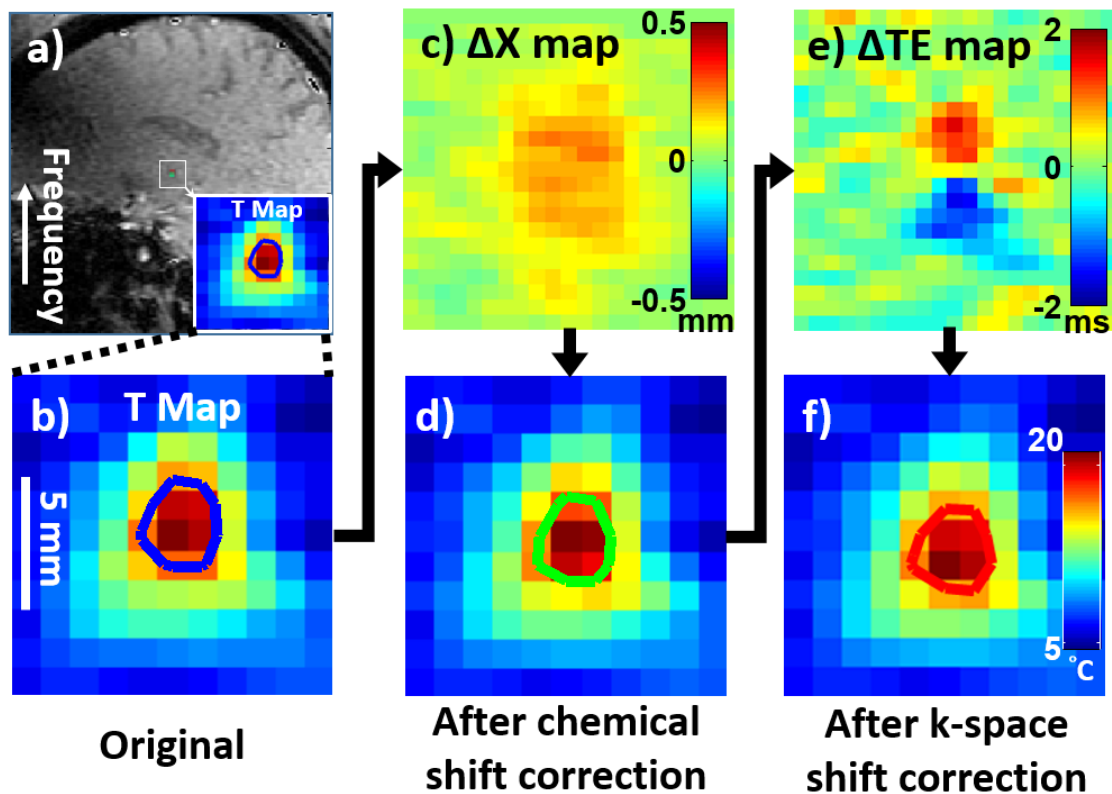 a)
Frequency
T Map
c) ΔX map
0.5
0
-0.5
mm
e) ΔTE map
2
0
-2
ms
b)
T Map
5 mm
d)
f)
20
5
°C
Original
After chemical
shift correction
After k-space
shift correction